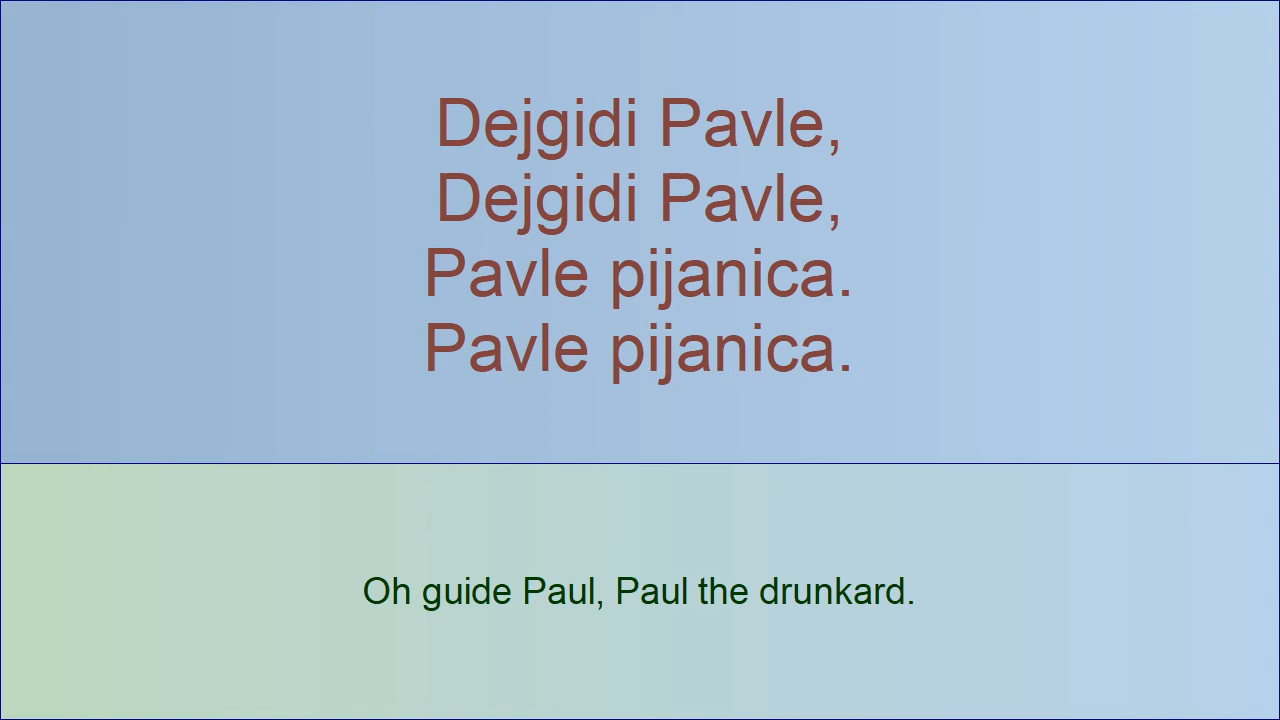 Dejgidi Pavle,
Dejgidi Pavle,
Pavle pijanica.
Pavle pijanica.
Oh guide Paul, Paul the drunkard.